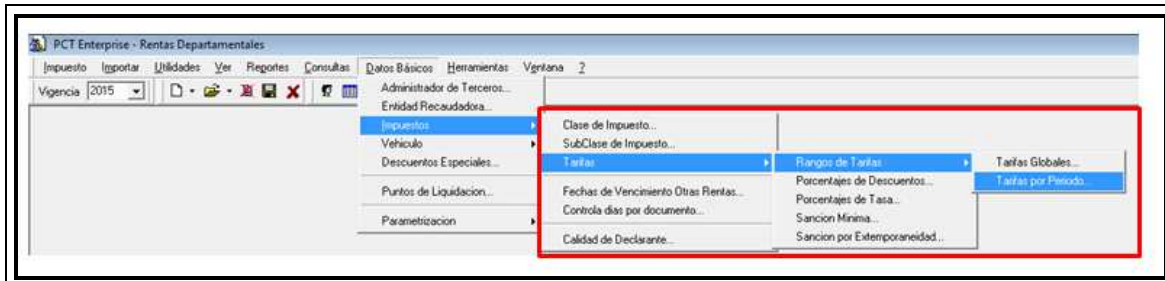 PCT Enterprise - Rentas Departamentales
Impuesto Importar Utilidades Ver Reportes Consultas Datos Básicos Herramientas Ventana ?
Vigencia 2015
Administrador de Terceros...
Entidad Recaudadora...
Impuestos
Vehiculo
Descuentos Especiales...
Puntos de Liquidacion...
Parametrizacion
Clase de Impuesto...
SubClase de Impuesto...
Tarifas
Fechas de Vencimiento Otras Rentas...
Controla dias por documento...
Calidad de Declarante...
Rangos de Tarifas
Porcentajes de Descuentos...
Porcentajes de Tasa...
Sancion Minima...
Sancion por Extemporaneidad...
Tarifas Globales...
Tarifas por Periodo...